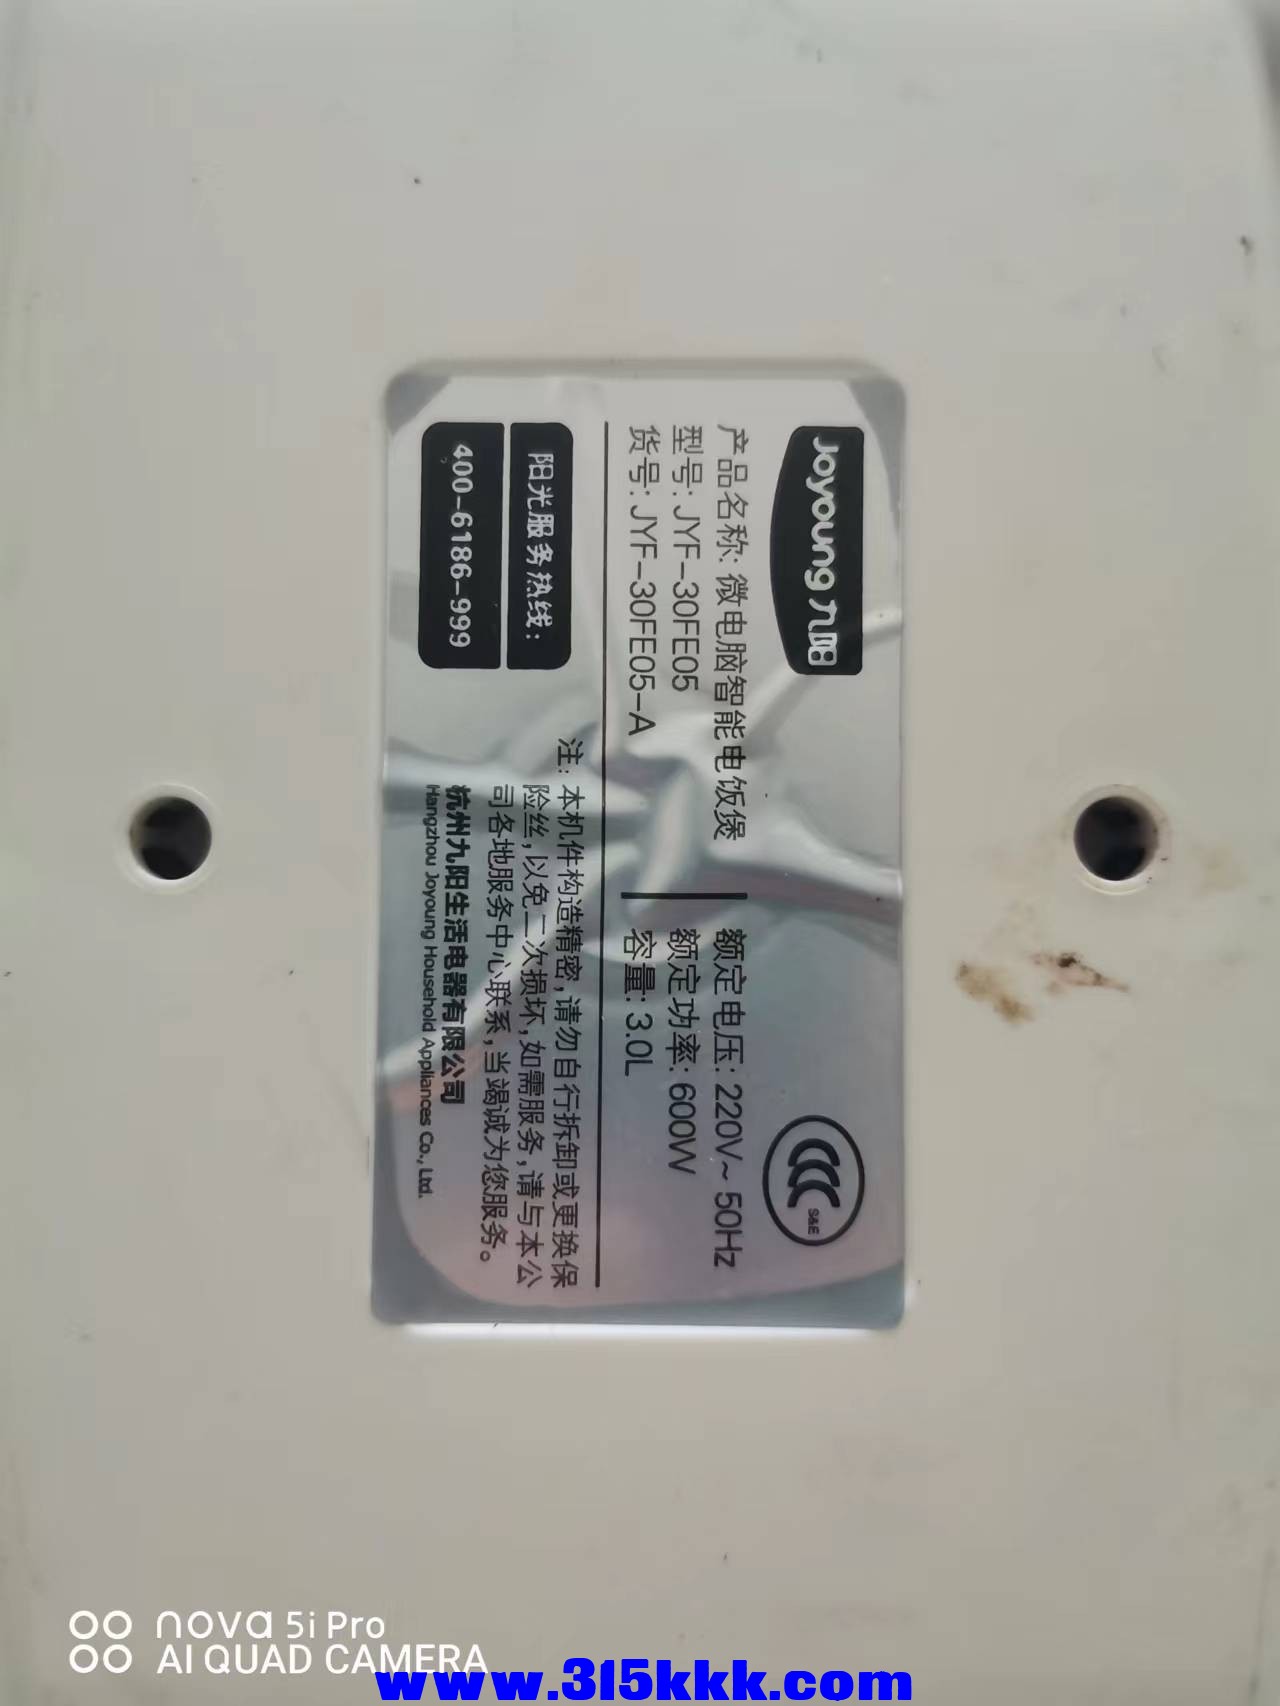 Joyoung 九阳
S&E
产品名称: 微电脑智能电饭煲
型号: JYF-30FE05
货号: JYF-30FE05-A
额定电压: 220V~ 50Hz
额定功率: 600W
容量: 3.0L
阳光服务热线:
400-6186-999
注: 本机件构造精密,请勿自行拆卸或更换保
险丝,以免二次损坏,如需服务,请与本公
司各地服务中心联系,当竭诚为您服务。
杭州九阳生活电器有限公司
Hangzhou Joyoung Household Appliances Co., Ltd.
nova 5i Pro
AI QUAD CAMERA
www.315kkk.com